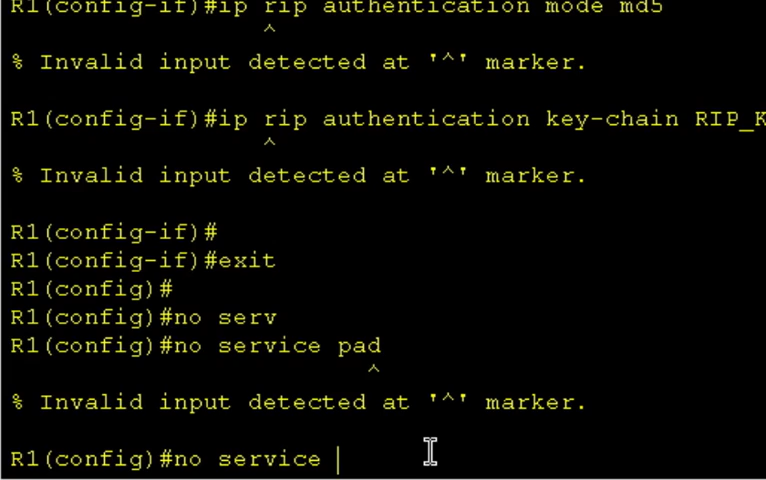 R1(config-if)#ip rip authentication mode md5
^
% Invalid input detected at '^' marker.
R1(config-if)#ip rip authentication key-chain RIP_K
^
% Invalid input detected at '^' marker.
R1(config-if)#
R1(config-if)#exit
R1(config)#
R1(config)#no serv
R1(config)#no service pad
^
% Invalid input detected at '^' marker.
R1(config)#no service